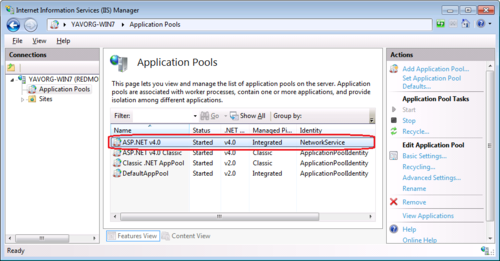 Internet Information Services (IIS) Manager
YAVORG-WIN7 Application Pools
File View Help
Connections
YAVORG-WIN7 (REDMO
Application Pools
Sites
Application Pools
This page lets you view and manage the list of application pools on the server. Application
pools are associated with worker processes, contain one or more applications, and provide
isolation among different applications.
Filter: Go Show All Group by:
Name Status .NET ... Managed Pi... Identity
ASP.NET v4.0 Started v4.0 Integrated NetworkService
ASP.NET v4.0 Classic Started v4.0 Classic ApplicationPoolIdentity
Classic .NET AppPool Started v2.0 Classic ApplicationPoolIdentity
DefaultAppPool Started v2.0 Integrated ApplicationPoolIdentity
Features View Content View
Actions
Add Application Pool...
Set Application Pool
Defaults...
Application Pool Tasks
Start
Stop
Recycle...
Edit Application Pool
Basic Settings...
Recycling...
Advanced Settings...
Rename
Remove
View Applications
Help
Online Help
Ready